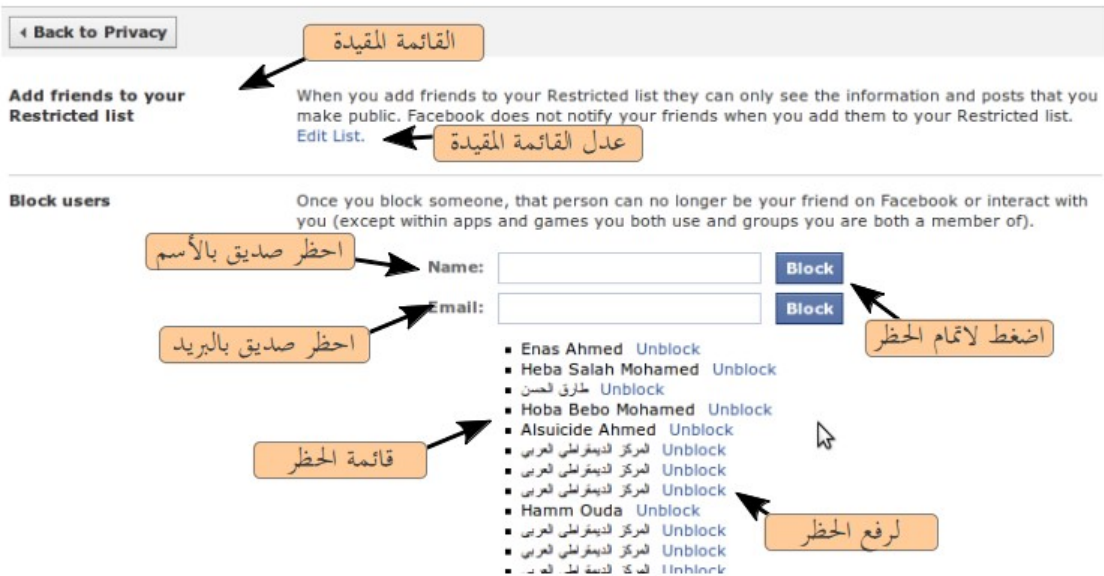 Back to Privacy
القائمة المقيدة
Add friends to your
Restricted list
When you add friends to your Restricted list they can only see the information and posts that you
make public. Facebook does not notify your friends when you add them to your Restricted list.
Edit List.
عدل القائمة المقيدة
Block users
Once you block someone, that person can no longer be your friend on Facebook or interact with
you (except within apps and games you both use and groups you are both a member of).
احظر صديق بالأسم
Name:
Block
Email:
Block
احظر صديق بالبريد
اضغط لاتمام الحظر
Enas Ahmed Unblock
Heba Salah Mohamed Unblock
طارق الحسن Unblock
Hoba Bebo Mohamed Unblock
Alsuicide Ahmed Unblock
المركز الديمقراطي العربي Unblock
المركز الديمقراطي العربي Unblock
المركز الديمقراطي العربي Unblock
قائمة الحظر
Hamm Ouda Unblock
المركز الديمقراطي العربي Unblock
المركز الديمقراطي العربي Unblock
المركز الديمقراطي العربي Unblock
لرفع الحظر